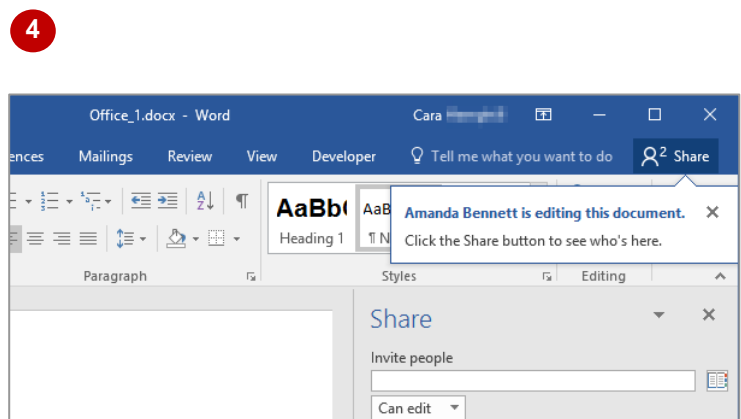 4
Office_1.docx - Word
Cara
ences Mailings Review View Developer Tell me what you want to do 2 Share
AaBb( AaB
Heading 1 ¶ N
Amanda Bennett is editing this document.
Click the Share button to see who's here.
Paragraph Styles Editing
Share
Invite people
Can edit